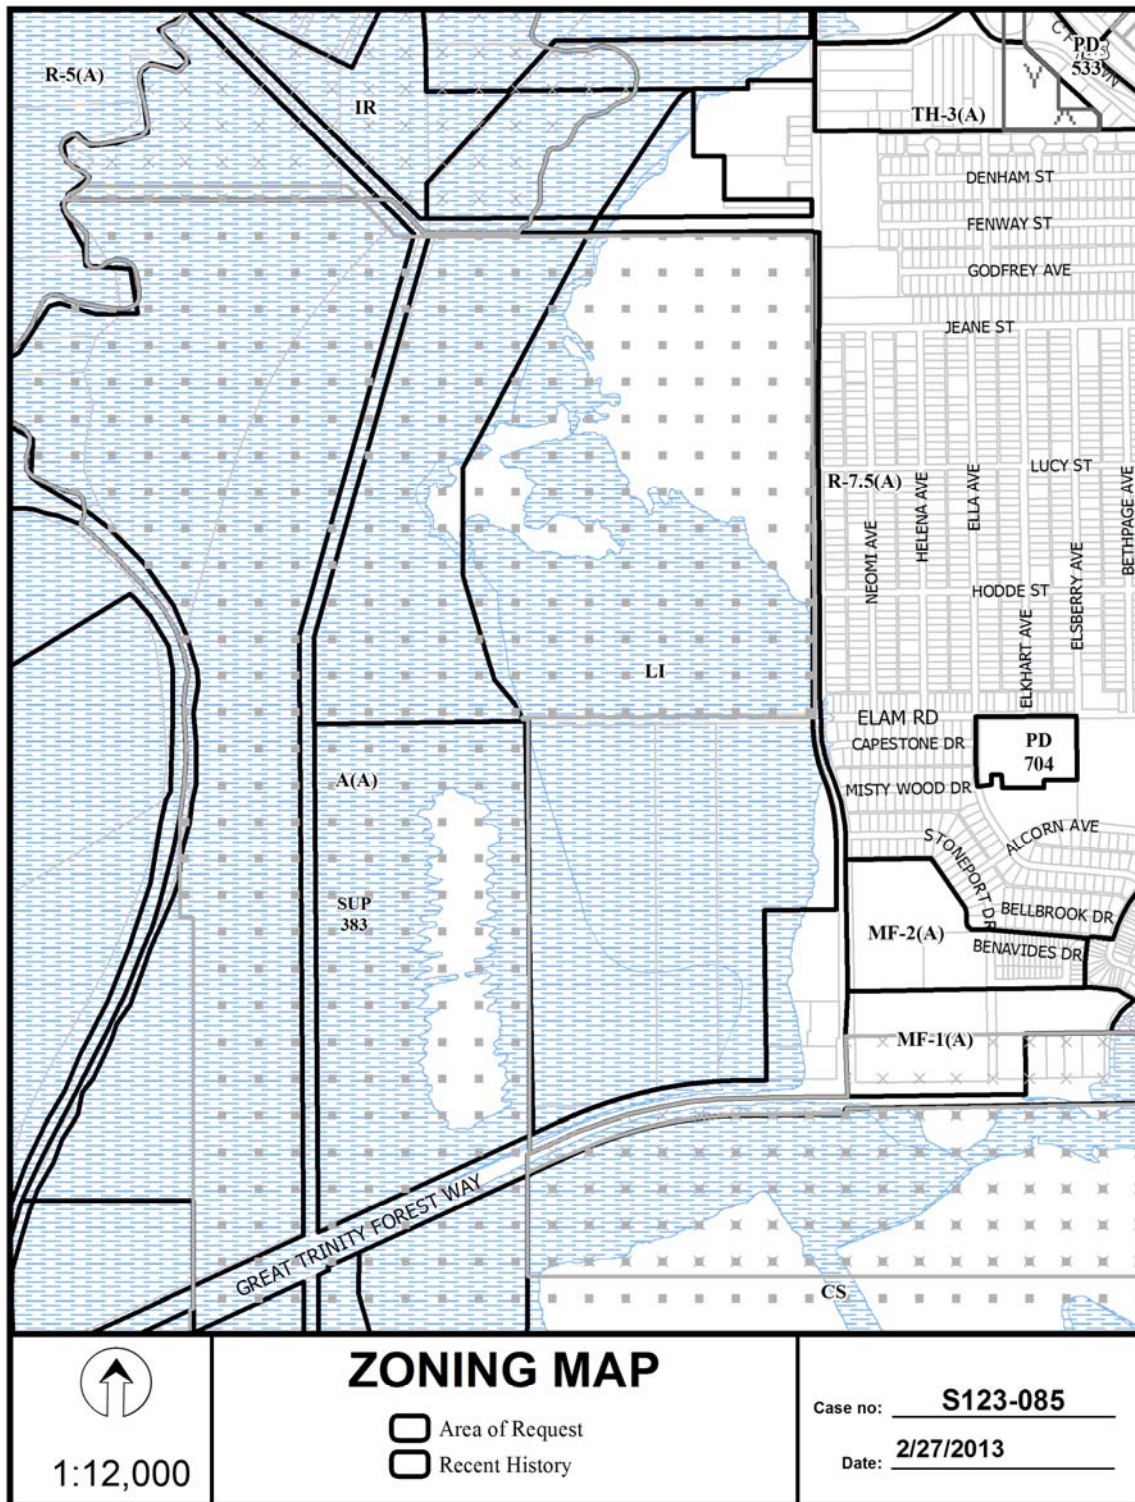 R-5(A)
IR
PD
533
TH-3(A)
DENHAM ST
FENWAY ST
GODFREY AVE
JEANE ST
LUCY ST
R-7.5(A)
NEOMI AVE
HELENA AVE
ELLA AVE
BETHPAGE AVE
HODDE ST
ELKHART AVE
ELSBERRY AVE
LI
ELAM RD
CAPESTONE DR
PD
704
MISTY WOOD DR
A(A)
STONEPORT DR
ALCORN AVE
SUP
383
BELLBROOK DR
MF-2(A)
BENAVIDES DR
MF-1(A)
GREAT TRINITY FOREST WAY
CS
1:12,000
ZONING MAP
Area of Request
Recent History
Case no: S123-085
Date: 2/27/2013